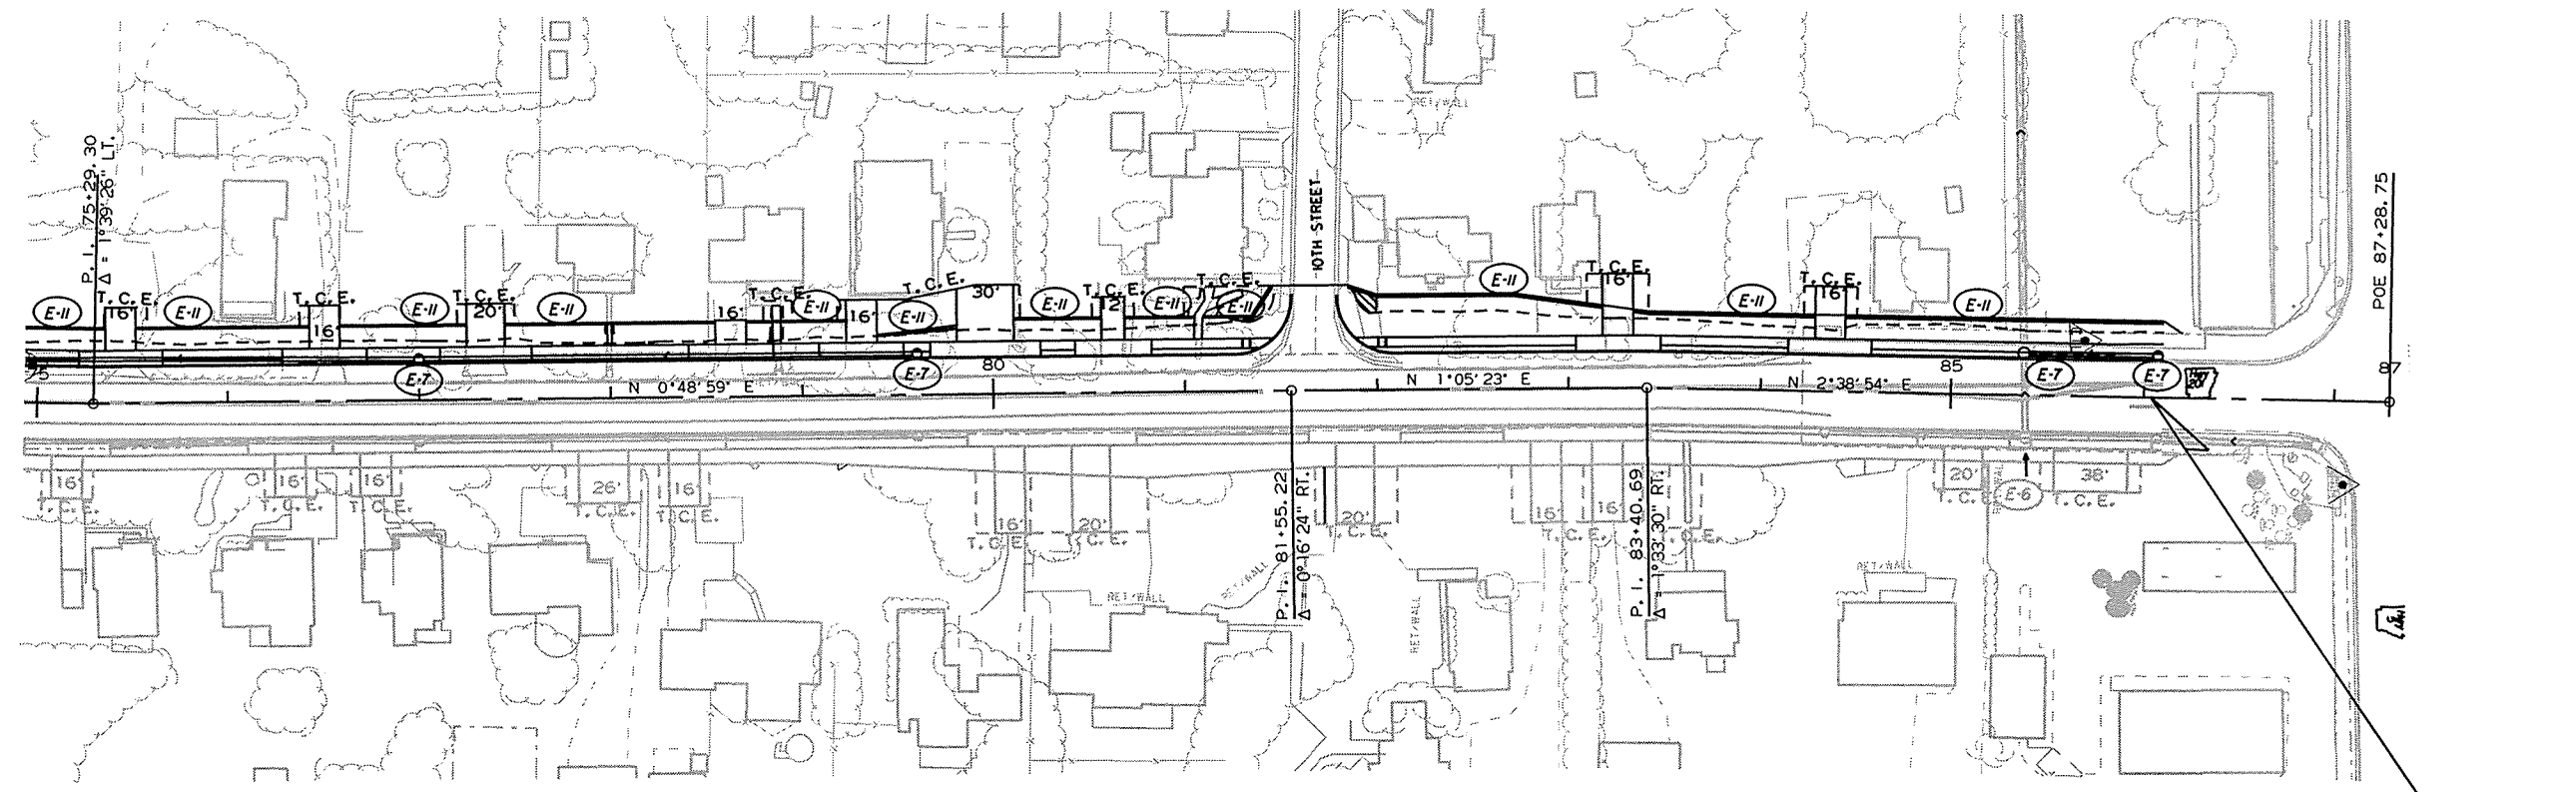 P. I. 75+29.30
Δ = 1°39'26" LT.
10TH STREET
POE 87+28.75
RET/WALL
E-11
T. C. E.
16'
E-11
T. C. E.
16'
E-11
T. C. E.
20'
E-11
16'
T. C. E.
E-11
16'
T. C. E.
E-11
30'
E-11
T. C. E.
12'
E-11
T. C. E.
E-11
E-11
T. C. E.
16'
E-11
T. C. E.
16'
E-11
75
E-7
E-7
80
85
E-7
E-7
87
N 0°48'59" E
N 1°05'23" E
N 2°38'54" E
16'
T. C. E.
16'
T. C. E.
16'
26'
T. C. E.
16'
T. C. E.
16'
T. C. E.
20'
T. C. E.
P. I. 81+55.22
Δ = 0°16'24" RT.
20'
T. C. E.
16'
T. C. E.
16'
P. I. 83+40.69
Δ = 1°33'30" RT.
T. C. E.
20'
T. C. E.
E-6
38'
T. C. E.
RET/WALL
RET/WALL
RET/WALL
RET/WALL